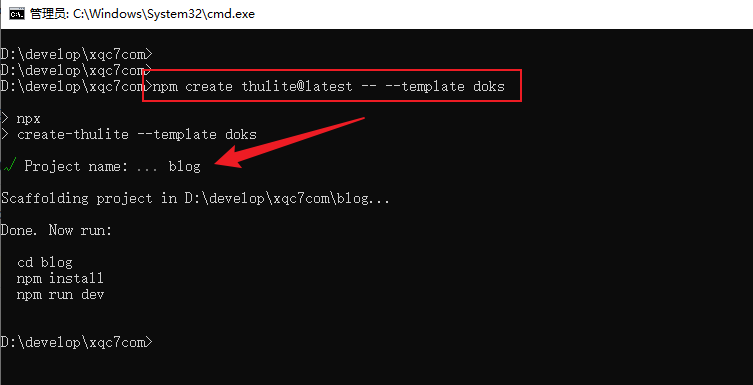 管理员: C:\Windows\System32\cmd.exe
D:\develop\xqc7com>
D:\develop\xqc7com>
D:\develop\xqc7com>npm create thulite@latest -- --template doks
> npx
> create-thulite --template doks
√ Project name: ... blog
Scaffolding project in D:\develop\xqc7com\blog...
Done. Now run:
cd blog
npm install
npm run dev
D:\develop\xqc7com>